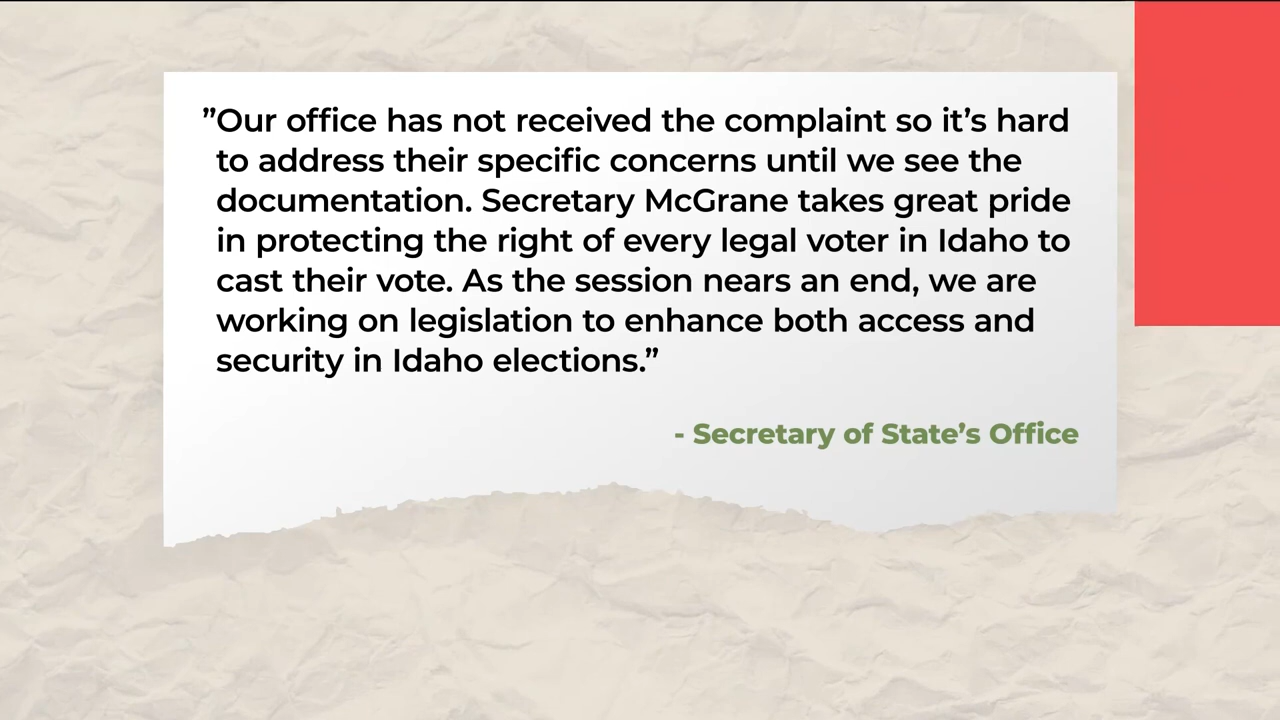 ”Our office has not received the complaint so it’s hard
to address their specific concerns until we see the
documentation. Secretary McGrane takes great pride
in protecting the right of every legal voter in Idaho to
cast their vote. As the session nears an end, we are
working on legislation to enhance both access and
security in Idaho elections.”
- Secretary of State’s Office